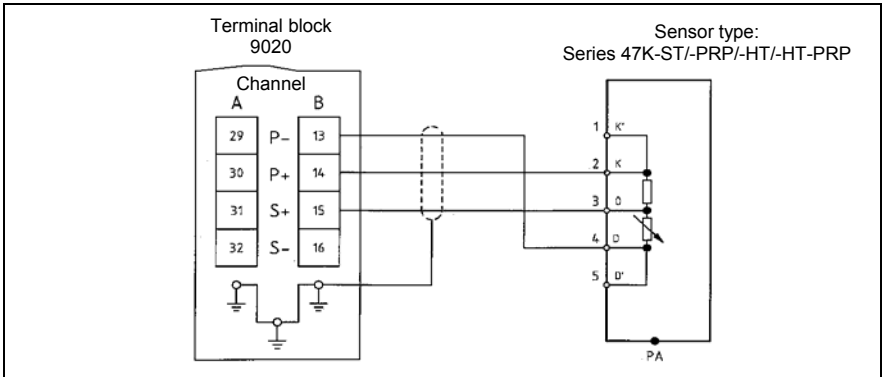 Terminal block
9020
Sensor type:
Series 47K-ST/-PRP/-HT/-HT-PRP
Channel
A B
29 P- 13
30 P+ 14
31 S+ 15
32 S- 16
1 K'
2 K
3 0
4 D
5 D'
PA